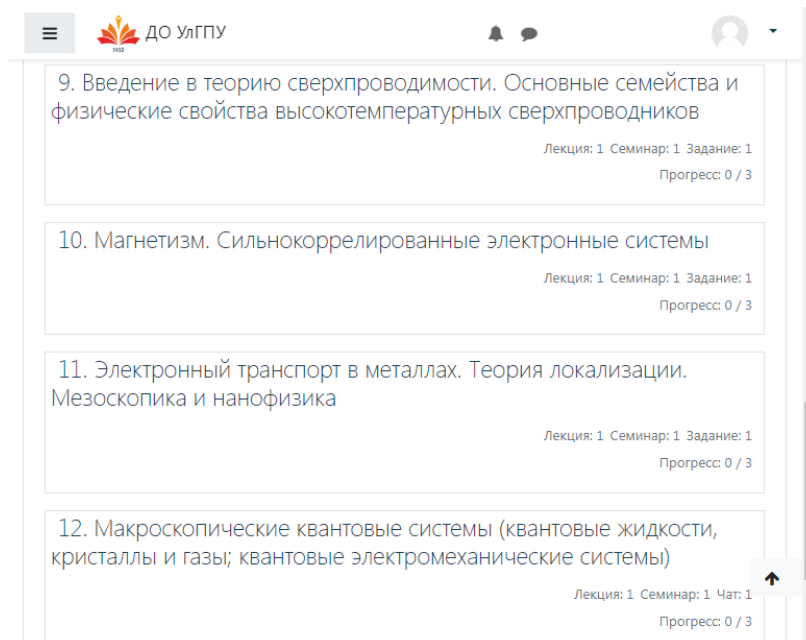 1932
ДО УлГПУ
9. Введение в теорию сверхпроводимости. Основные семейства и
физические свойства высокотемпературных сверхпроводников
Лекция: 1 Семинар: 1 Задание: 1
Прогресс: 0 / 3
10. Магнетизм. Сильнокоррелированные электронные системы
Лекция: 1 Семинар: 1 Задание: 1
Прогресс: 0 / 3
11. Электронный транспорт в металлах. Теория локализации.
Мезоскопика и нанофизика
Лекция: 1 Семинар: 1 Задание: 1
Прогресс: 0 / 3
12. Макроскопические квантовые системы (квантовые жидкости,
кристаллы и газы; квантовые электромеханические системы)
Лекция: 1 Семинар: 1 Чат: 1
Прогресс: 0 / 3